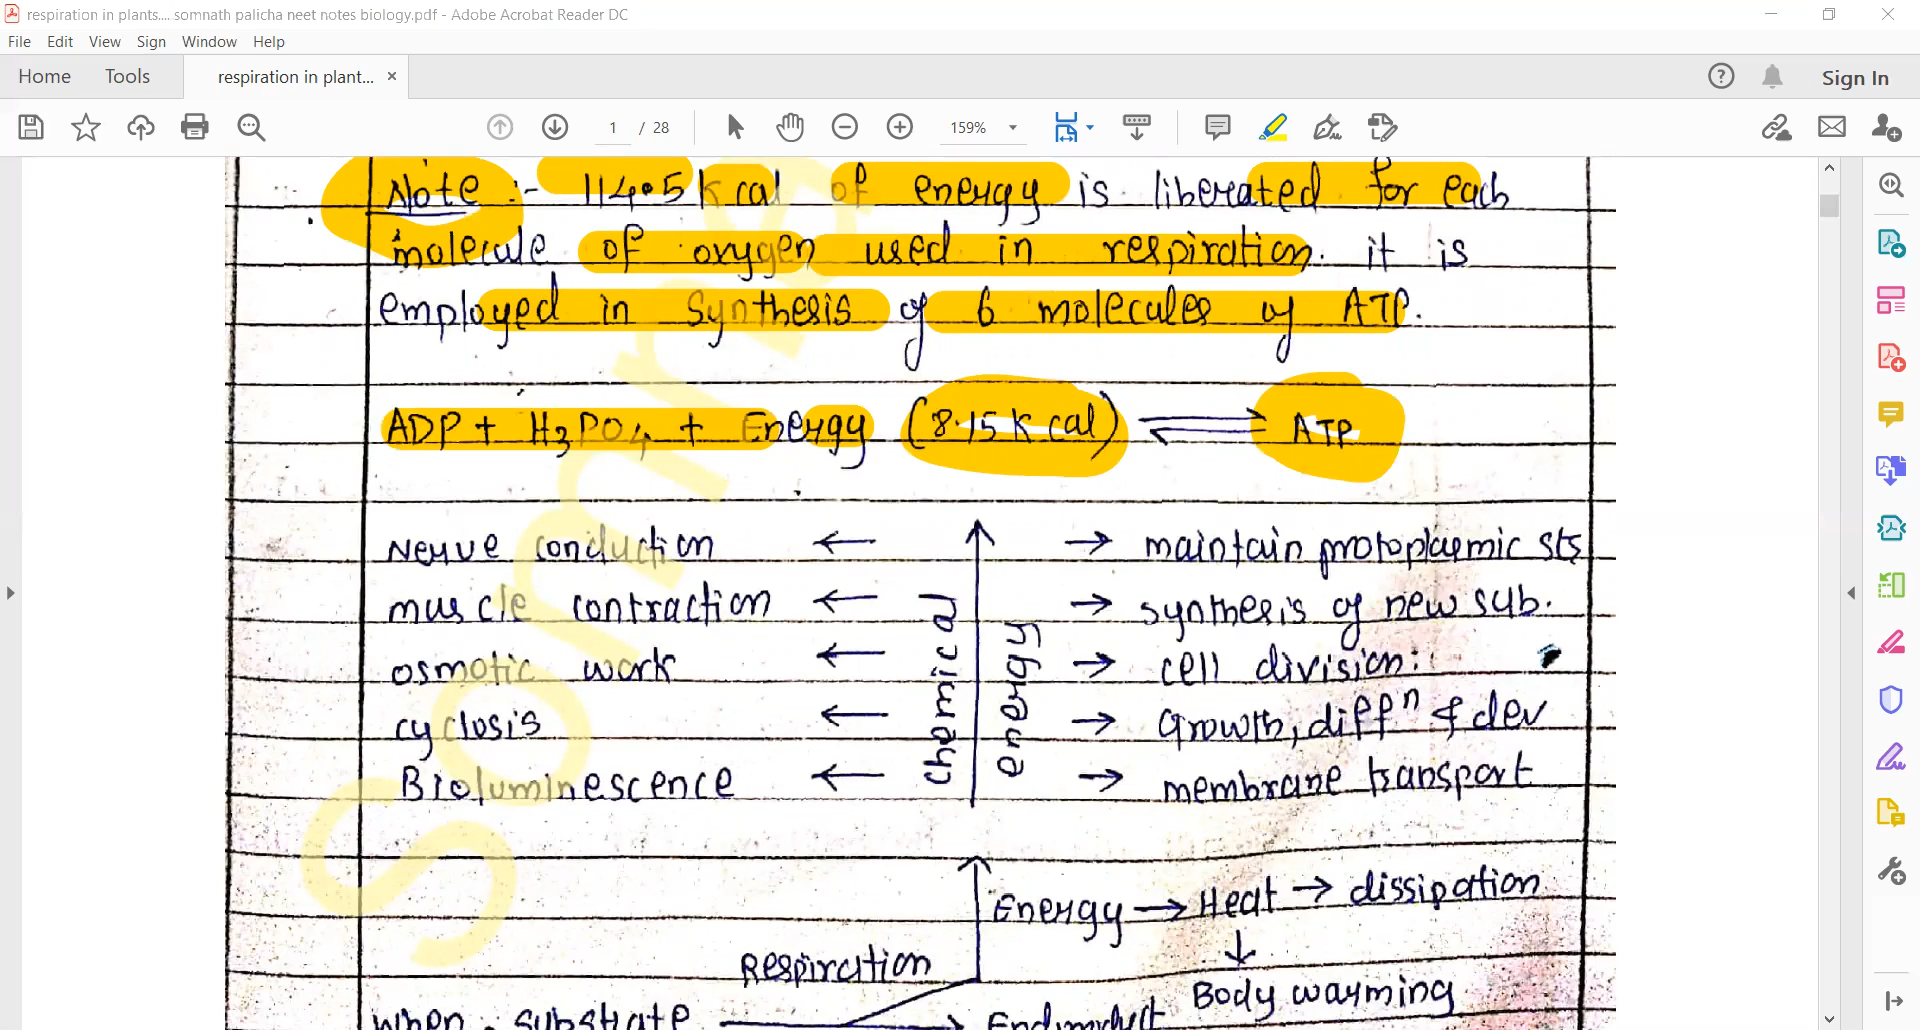 respiration in plants.... somnath palicha neet notes biology.pdf - Adobe Acrobat Reader DC
File Edit View Sign Window Help
Home Tools respiration in plant... × Sign In
1 / 28 159%
Note :- 114.5 k cal of energy is liberated for each
molecule of oxygen used in respiration. it is
employed in synthesis of 6 molecules of ATP.
ADP + H3PO4 + Energy (8.15 K cal) ⇌ ATP
Nerve conduction ← → maintain protoplasmic sts
muscle contraction ← → synthesis of new sub.
osmotic work ← → cell division:
cyclosis ← → Growth, diffⁿ & dev
Bioluminescence ← → membrane transport
chemical energy
Energy → Heat → dissipation
↓
Respiration
Body warming
When substrate → End product